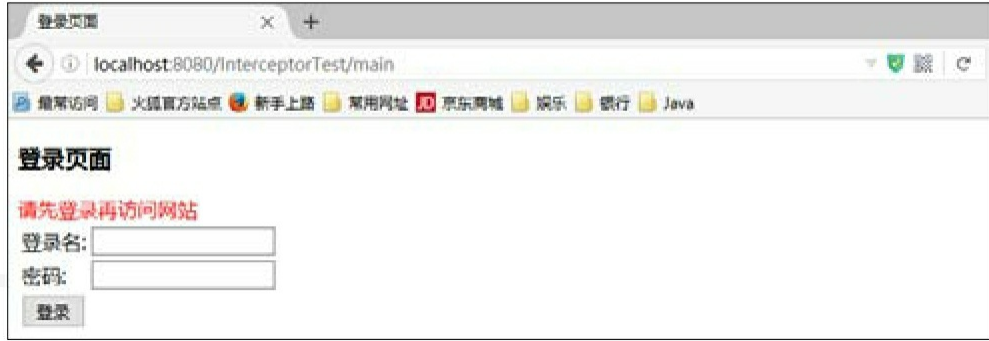 登录页面 × +
localhost:8080/InterceptorTest/main
最常访问 火狐官方站点 新手上路 常用网址 JD 京东商城 娱乐 银行 Java
登录页面
请先登录再访问网站
登录名:
密码:
登录